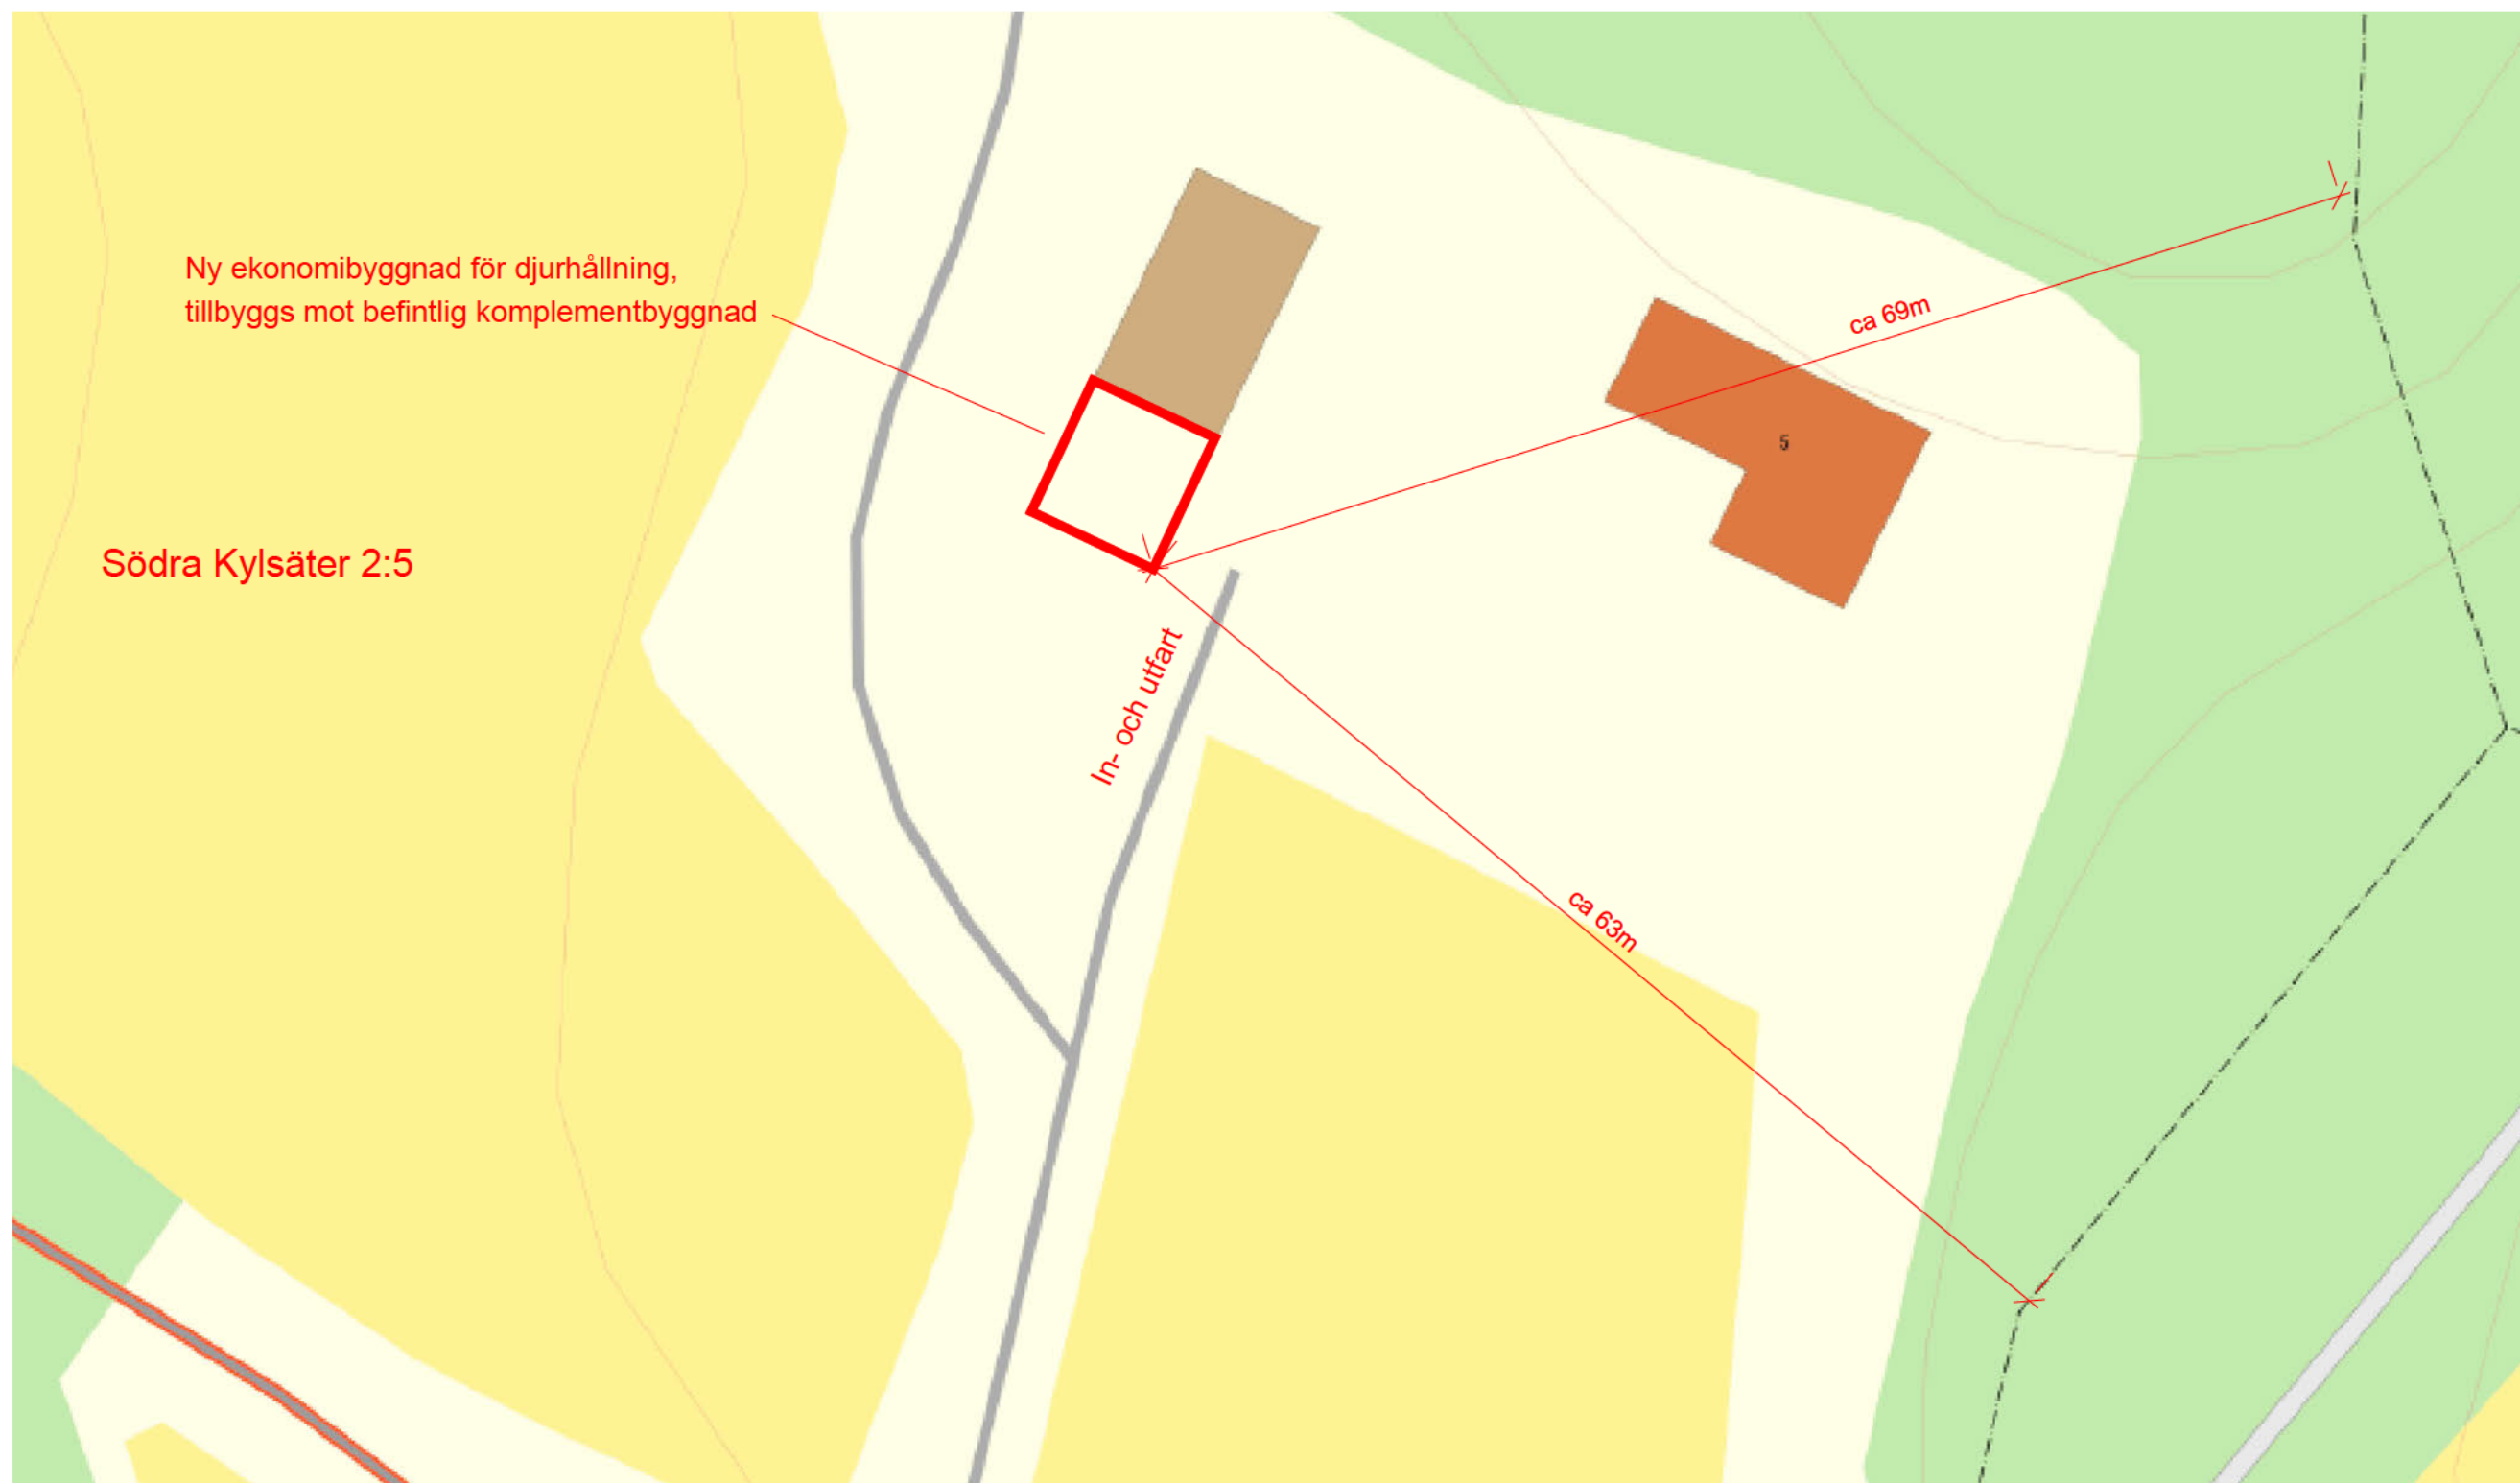 Ny ekonomibyggnad för djurhållning,
tillbyggs mot befintlig komplementbyggnad
ca 69m
5
Södra Kylsäter 2:5
In- och utfart
ca 63m